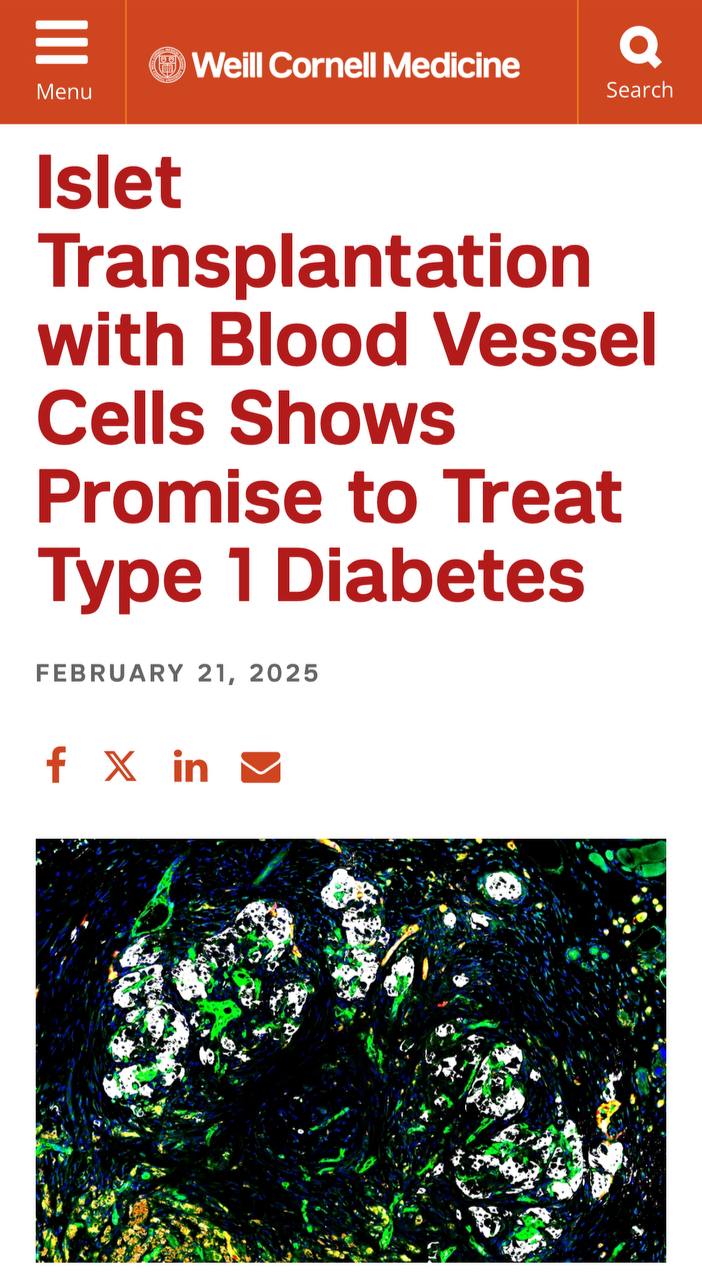 Menu
Weill Cornell Medicine
Search
Islet
Transplantation
with Blood Vessel
Cells Shows
Promise to Treat
Type 1 Diabetes
FEBRUARY 21, 2025